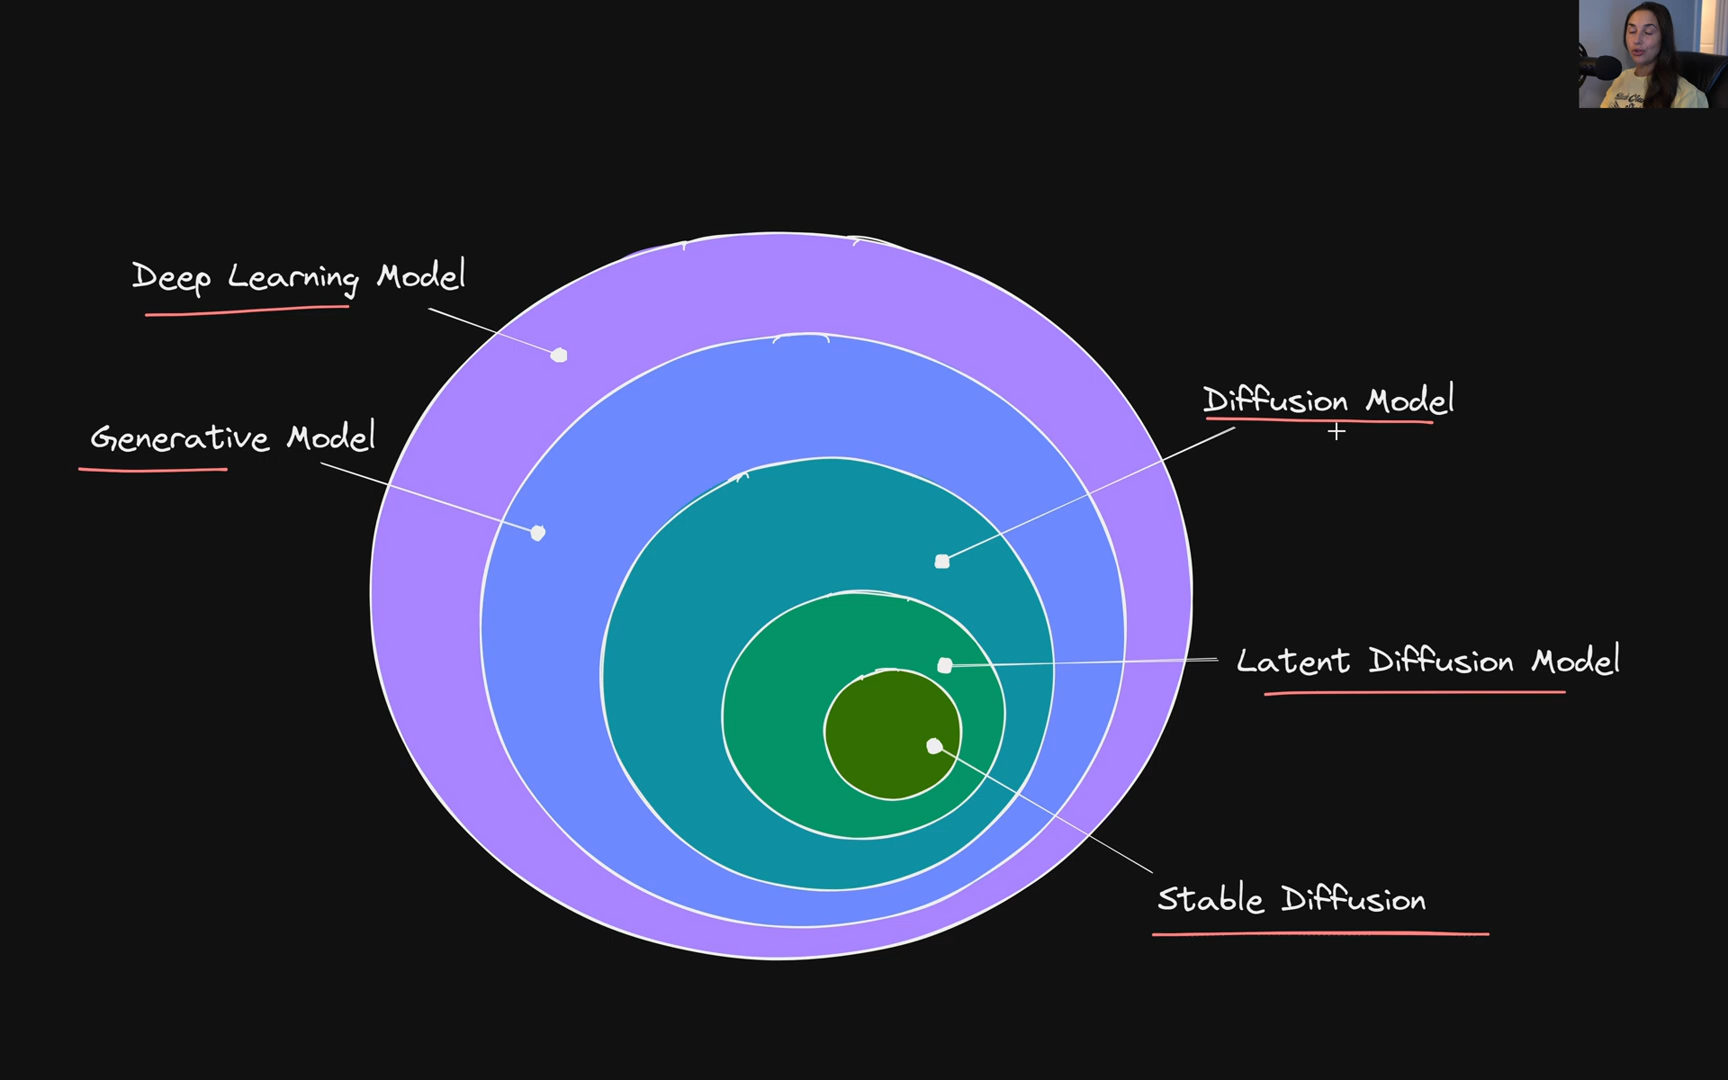 Deep Learning Model
Generative Model
Diffusion Model
Latent Diffusion Model
Stable Diffusion